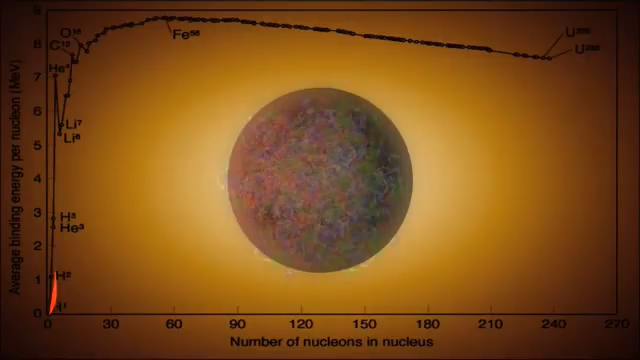 9
8
7
6
5
4
3
2
1
0
Average binding energy per nucleon (MeV)
O¹⁶
C¹²
He⁴
Li⁷
Li⁶
H³
He³
H²
H¹
Fe⁵⁶
U²³⁵
U²³⁸
0 30 60 90 120 150 180 210 240 270
Number of nucleons in nucleus